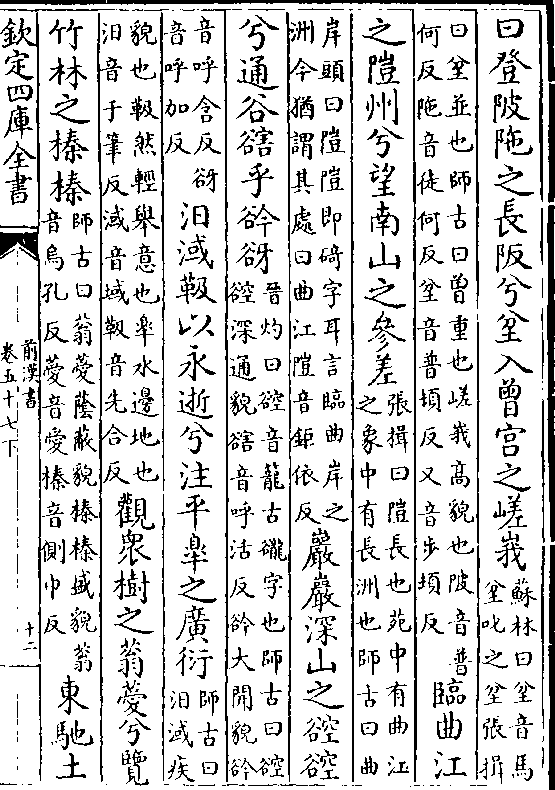 曰登陂陁之長阪兮坌入曾宫之嵯峩蘇林曰坌音馬坌叱之坌張揖
曰坌並也師古曰曽重也嵯峩髙貌也陂音普何反陁音徒何反坌音普頓反又音步頓反臨曲江
之隑州兮望南山之參差張揖曰隑長也苑中有曲江之象中有長洲也師古曰曲
岸頭曰隑隑即碕字耳言臨曲岸之洲今猶謂其處曰曲江隑音鉅依反巖巖深山之谾谾
兮通谷豁乎谽谺晉灼曰谾音籠古豅字也師古曰谾谾深通貌豁音呼活反谽大開貌谽
音呼含反谺音呼加反汨淢靸以永逝兮注平臯之廣衍師古曰汨淢疾
貌也靸然輕舉意也臯水邊地也汨音于筆反淢音域靸音先合反觀衆樹之蓊薆兮覽
竹林之榛榛師古曰蓊薆䕃蔽貌榛榛盛貌蓊音烏孔反薆音愛榛音側巾反東馳土
欽定四庫全書
前漢書
卷五十七下
十二